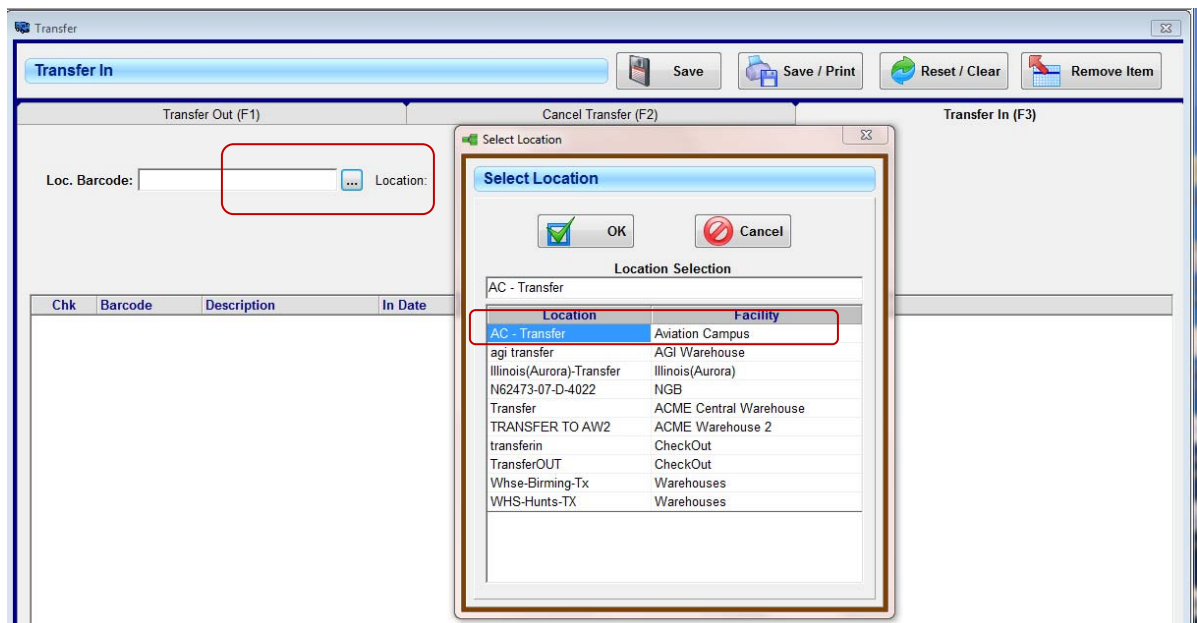 Transfer
Transfer In Save Save / Print Reset / Clear Remove Item
Transfer Out (F1) Cancel Transfer (F2) Transfer In (F3)
Loc. Barcode: ... Location:
Chk Barcode Description In Date
Select Location
Select Location
OK Cancel
Location Selection
AC - Transfer
Location Facility
AC - Transfer Aviation Campus
agi transfer AGI Warehouse
Illinois(Aurora)-Transfer Illinois(Aurora)
N62473-07-D-4022 NGB
Transfer ACME Central Warehouse
TRANSFER TO AW2 ACME Warehouse 2
transferin CheckOut
TransferOUT CheckOut
Whse-Birming-Tx Warehouses
WHS-Hunts-TX Warehouses